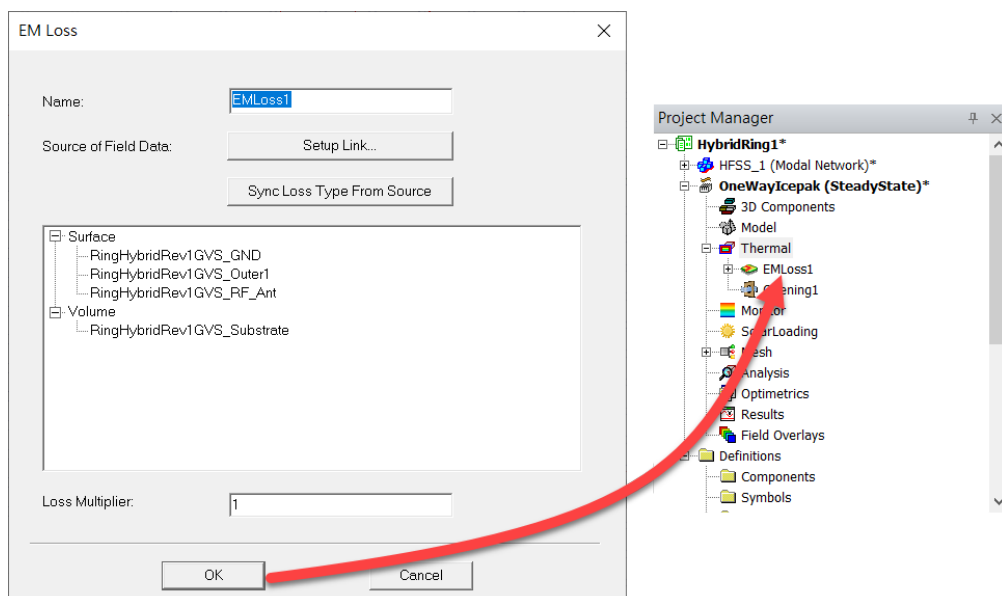 EM Loss
Name:
EMLoss1
Source of Field Data:
Setup Link...
Sync Loss Type From Source
Surface
RingHybridRev1GVS_GND
RingHybridRev1GVS_Outer1
RingHybridRev1GVS_RF_Ant
Volume
RingHybridRev1GVS_Substrate
Loss Multiplier:
1
OK
Cancel
Project Manager
HybridRing1*
HFSS_1 (Modal Network)*
OneWayIcepak (SteadyState)*
3D Components
Model
Thermal
EMLoss1
Monitor
Mesh
Analysis
Optimetrics
Results
Field Overlays
Definitions
Components
Symbols